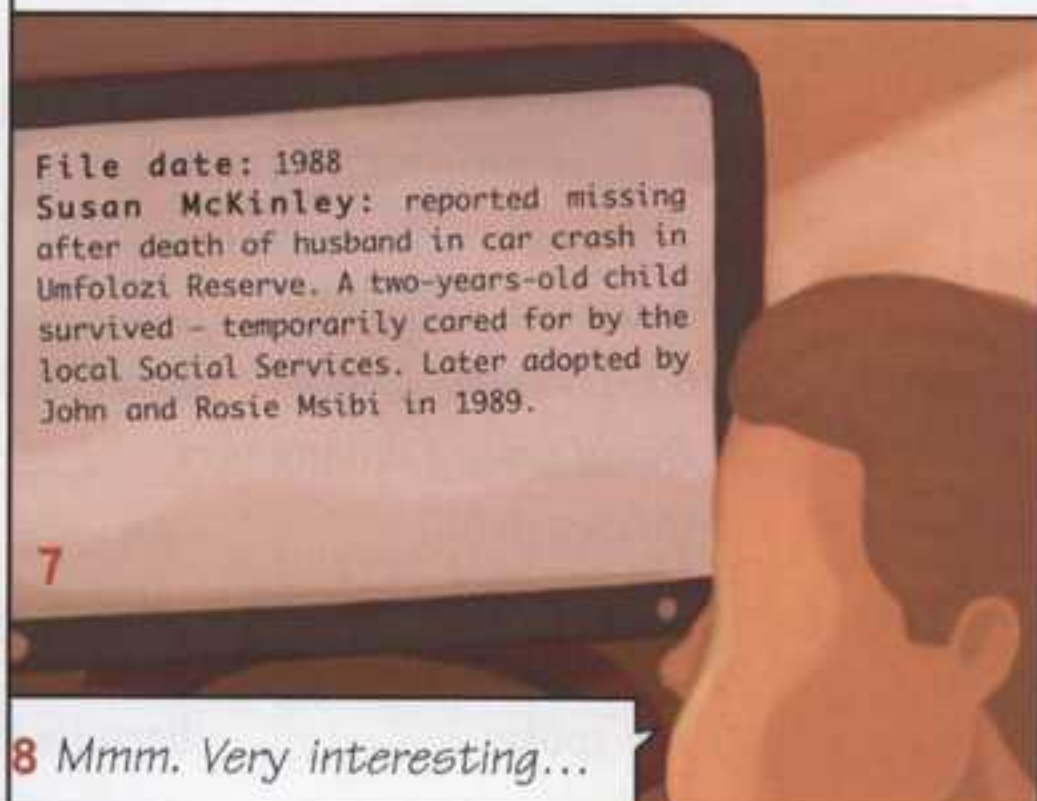 File date: 1988
Susan McKinley: reported missing
after death of husband in car crash in
Umfolozi Reserve. A two-years-old child
survived – temporarily cared for by the
local Social Services. Later adopted by
John and Rosie Msibi in 1989.
7
8 Mmm. Very interesting...